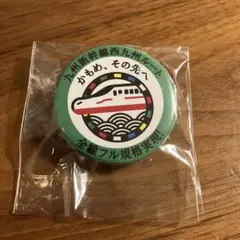 九州新幹線西九州ルート
かもめ、その先へ
全線フル規格実現!